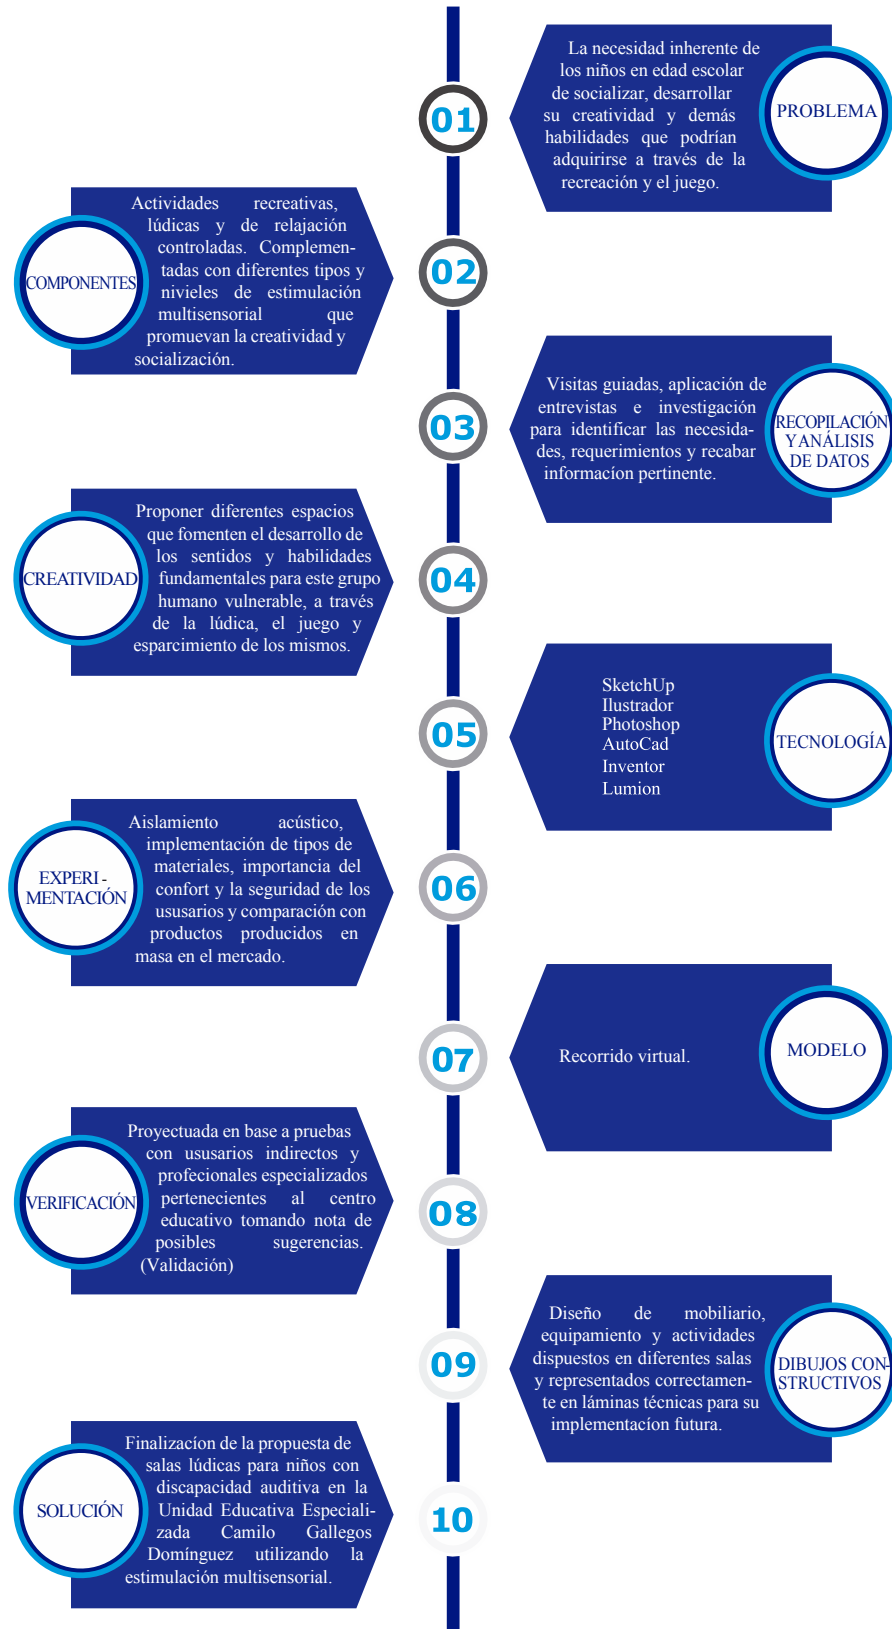 01
La necesidad inherente de
los niños en edad escolar
de socializar, desarrollar
su creatividad y demás
habilidades que podrían
adquirirse a través de la
recreación y el juego.
PROBLEMA
02
COMPONENTES
Actividades recreativas,
lúdicas y de relajación
controladas. Complemen-
tadas con diferentes tipos y
nivieles de estimulación
multisensorial que
promuevan la creatividad y
socialización.
03
Visitas guiadas, aplicación de
entrevistas e investigación
para identificar las necesida-
des, requerimientos y recabar
informacíon pertinente.
RECOPILACIÓN
Y ANÁLISIS
DE DATOS
04
CREATIVIDAD
Proponer diferentes espacios
que fomenten el desarrollo de
los sentidos y habilidades
fundamentales para este grupo
humano vulnerable, a través
de la lúdica, el juego y
esparcimiento de los mismos.
05
SketchUp
Ilustrador
Photoshop
AutoCad
Inventor
Lumion
TECNOLOGÍA
06
EXPERI -
MENTACIÓN
Aislamiento acústico,
implementación de tipos de
materiales, importancia del
confort y la seguridad de los
ususarios y comparación con
productos producidos en
masa en el mercado.
07
Recorrido virtual.
MODELO
08
VERIFICACIÓN
Proyectuada en base a pruebas
con ususarios indirectos y
profecionales especializados
pertenecientes al centro
educativo tomando nota de
posibles sugerencias.
(Validación)
09
Diseño de mobiliario,
equipamiento y actividades
dispuestos en diferentes salas
y representados correctamen-
te en láminas técnicas para su
implementacíon futura.
DIBUJOS CON-
STRUCTIVOS
10
SOLUCIÓN
Finalizacíon de la propuesta de
salas lúdicas para niños con
discapacidad auditiva en la
Unidad Educativa Especiali-
zada Camilo Gallegos
Domínguez utilizando la
estimulación multisensorial.